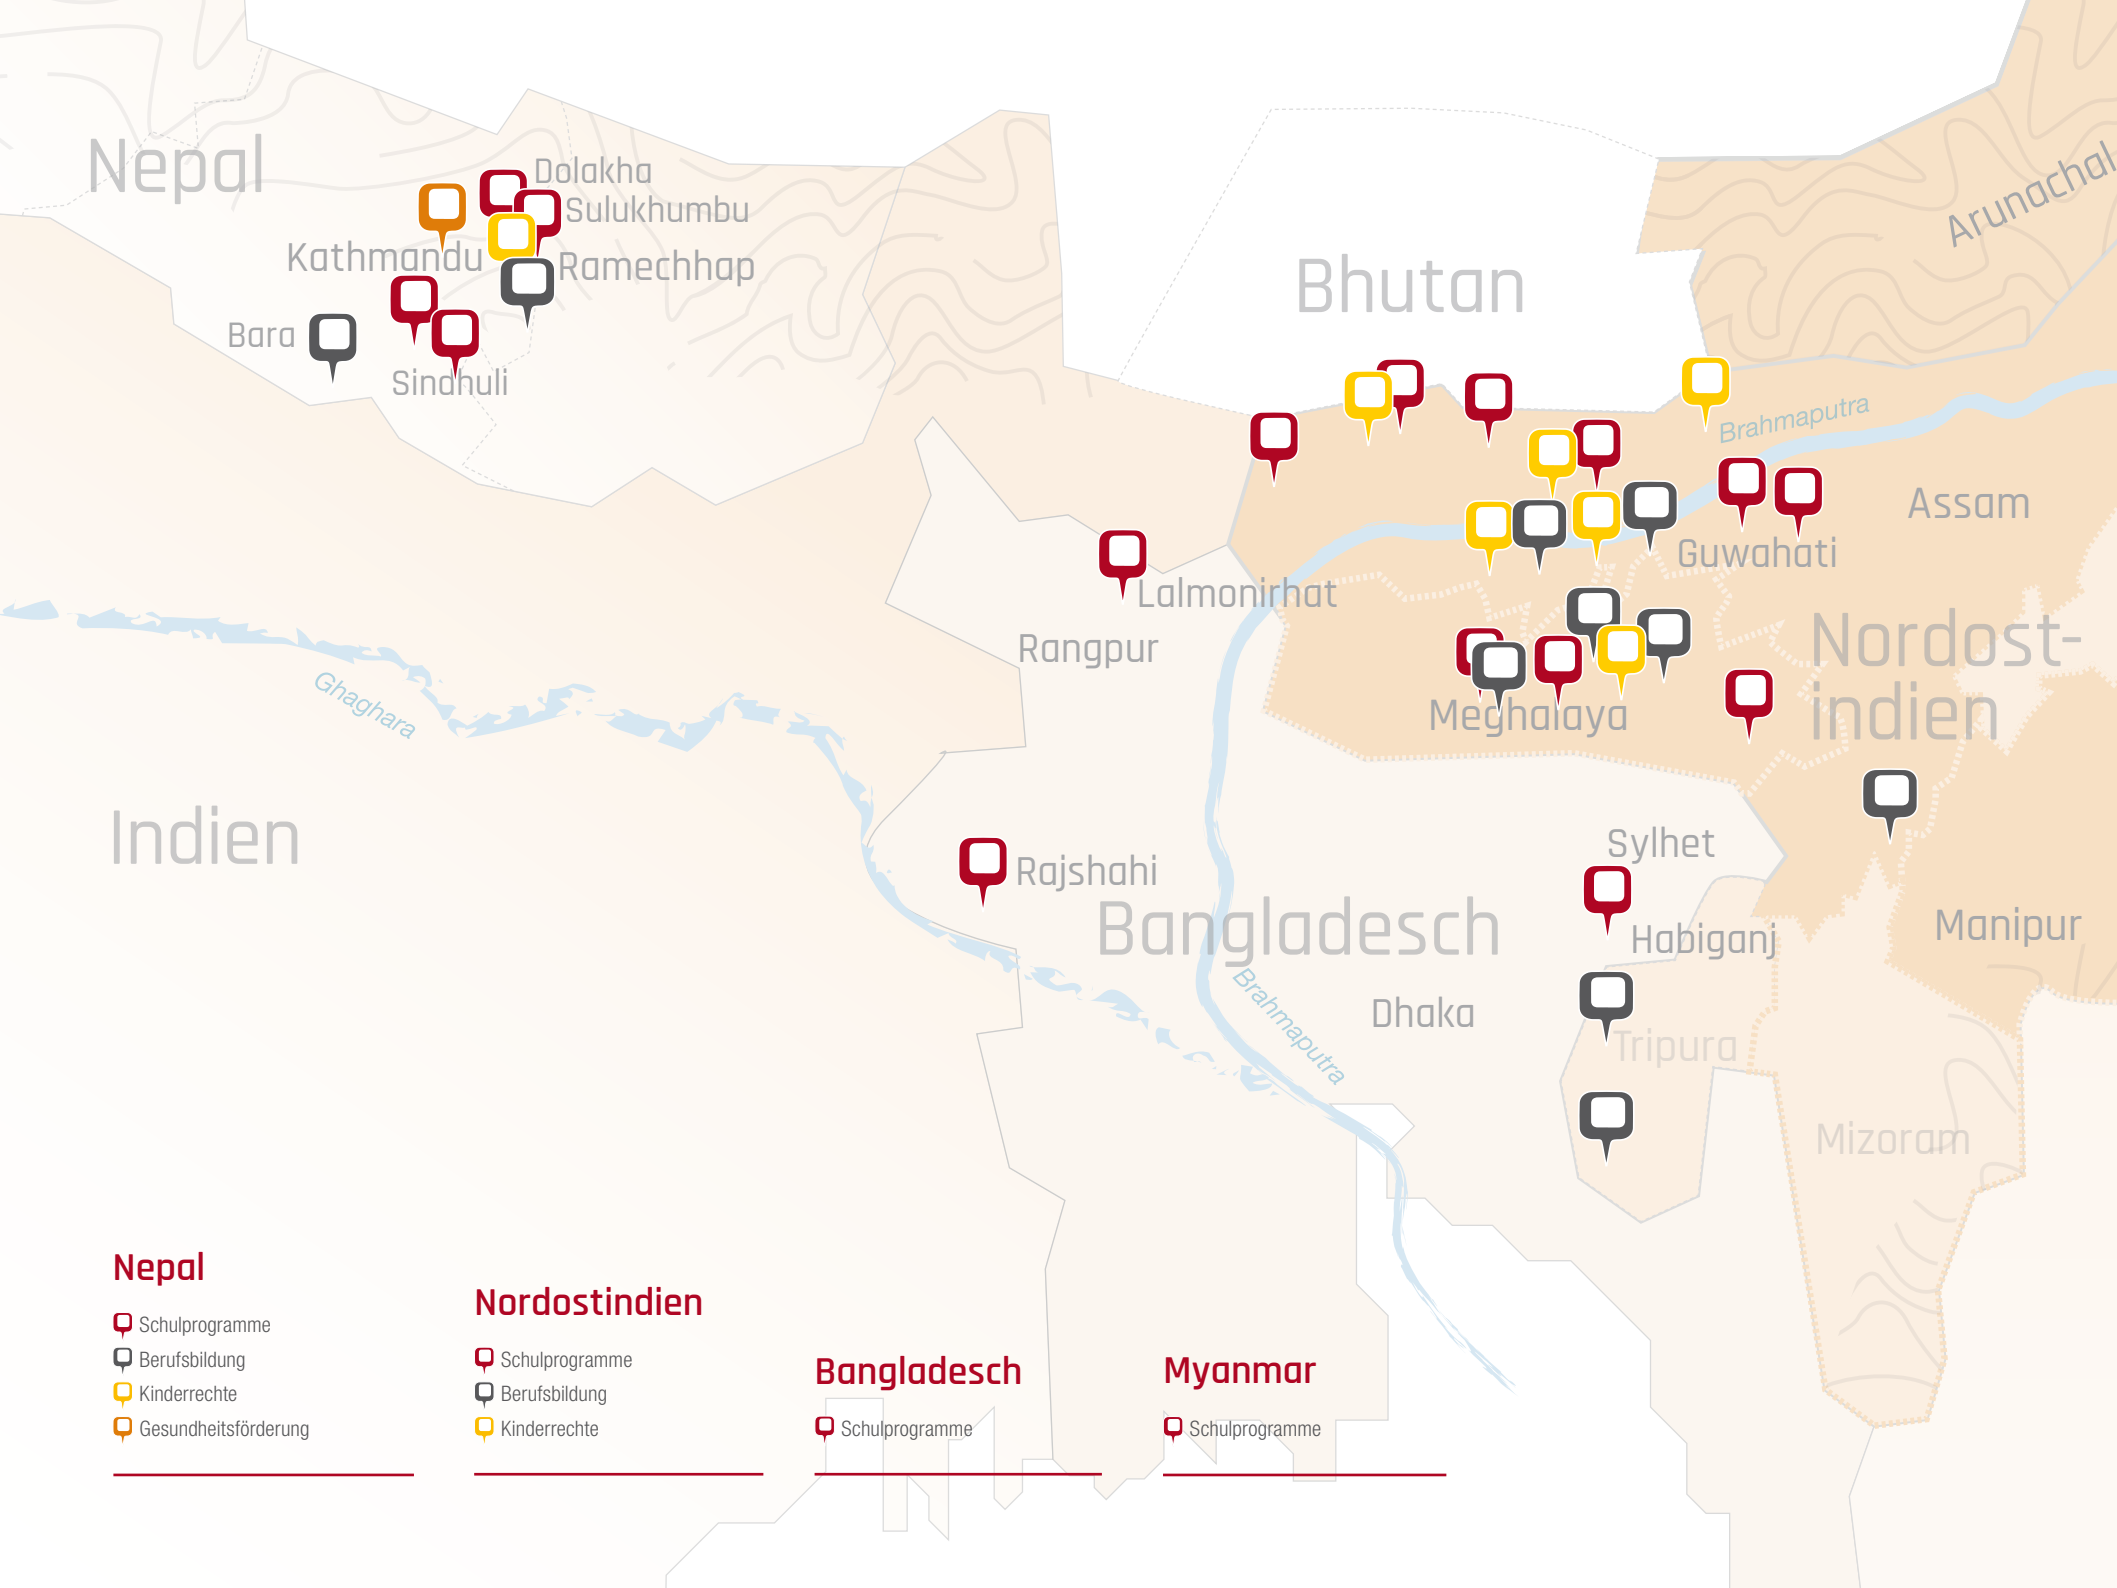 Nepal
Dolakha
Sulukhumbu
Kathmandu
Ramechhap
Bara
Sindhuli
Bhutan
Arunachal
Brahmaputra
Assam
Guwahati
Lalmonirhat
Rangpur
Nordost-
indien
Meghalaya
Ghaghara
Indien
Rajshahi
Bangladesch
Sylhet
Habiganj
Manipur
Brahmaputra
Dhaka
Tripura
Mizoram
Nepal
Schulprogramme
Berufsbildung
Kinderrechte
Gesundheitsförderung
Nordostindien
Schulprogramme
Berufsbildung
Kinderrechte
Bangladesch
Schulprogramme
Myanmar
Schulprogramme